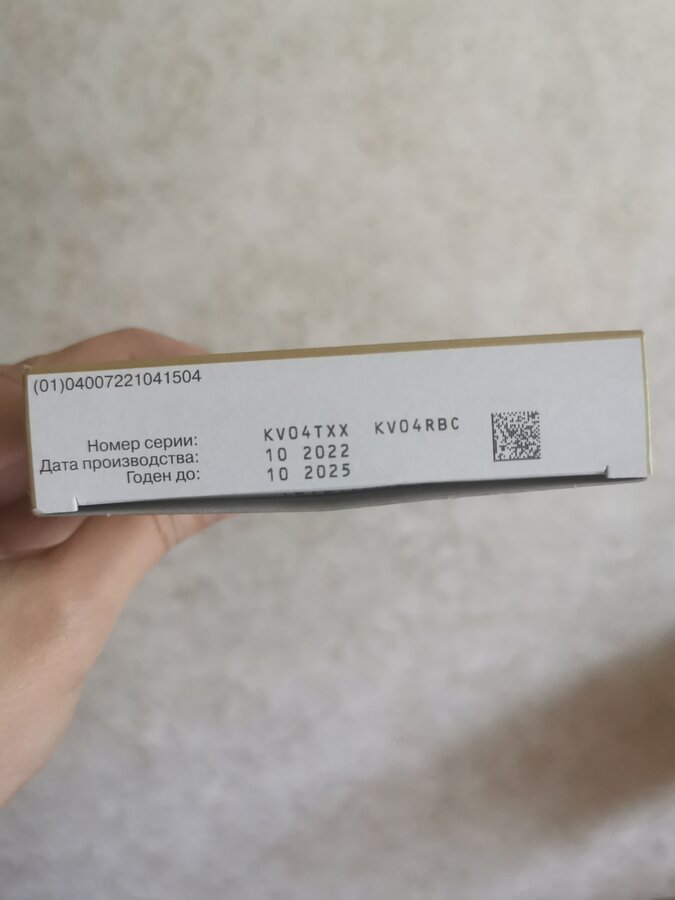 (01)04007221041504
Номер серии: KV04TXX KV04RBC
Дата производства: 10 2022
Годен до: 10 2025